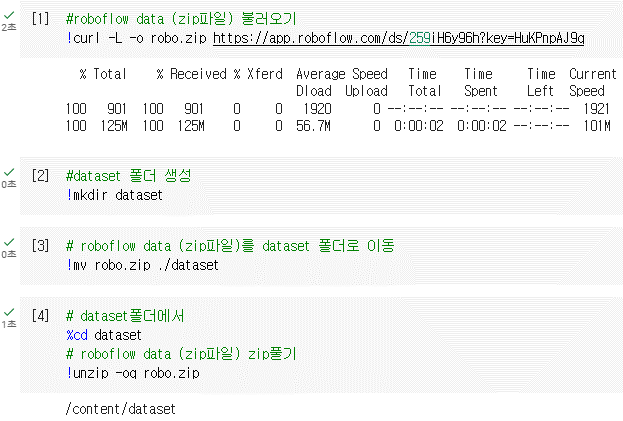 2초 [1] #roboflow data (zip파일) 불러오기
!curl -L -o robo.zip https://app.roboflow.com/ds/259iH6y96h?key=HuKPnpAJ9q
% Total % Received % Xferd Average Speed Time Time Time Current
Dload Upload Total Spent Left Speed
100 901 100 901 0 0 1920 0 --:--:-- --:--:-- --:--:-- 1921
100 125M 100 125M 0 0 56.7M 0 0:00:02 0:00:02 --:--:-- 101M
0초 [2] #dataset 폴더 생성
!mkdir dataset
0초 [3] # roboflow data (zip파일)를 dataset 폴더로 이동
!mv robo.zip ./dataset
1초 [4] # dataset폴더에서
%cd dataset
# roboflow data (zip파일) zip풀기
!unzip -oq robo.zip
/content/dataset